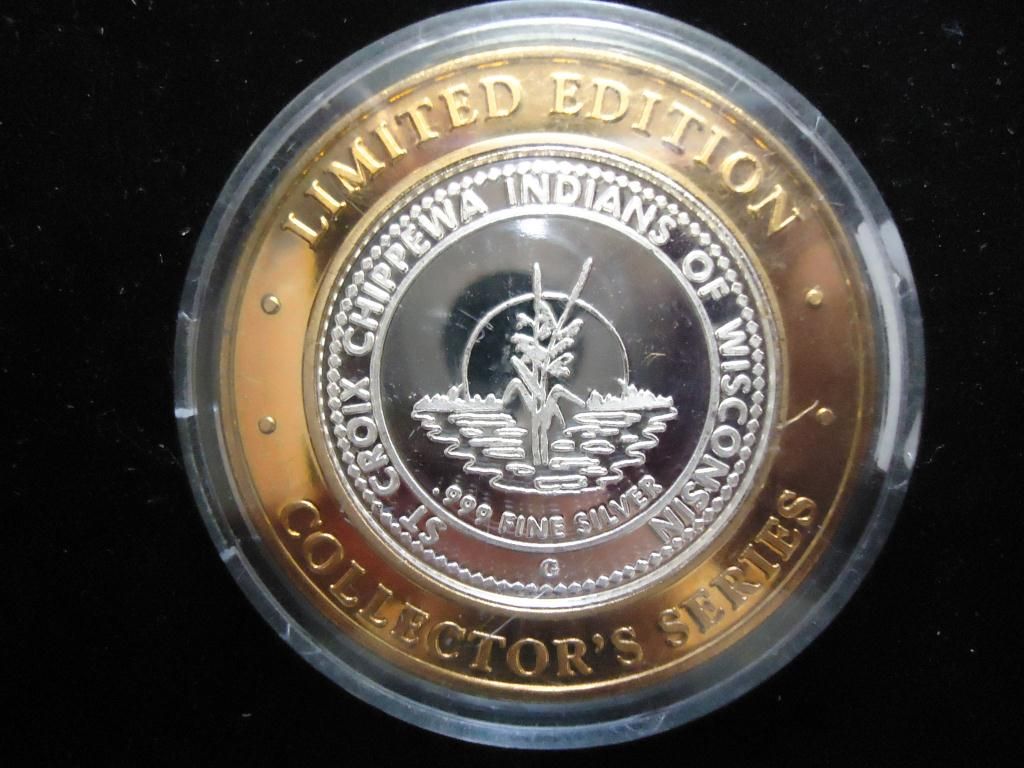 LIMITED EDITION
ST CROIX CHIPPEWA INDIANS OF WISCONSIN
.999 FINE SILVER
G
COLLECTOR'S SERIES